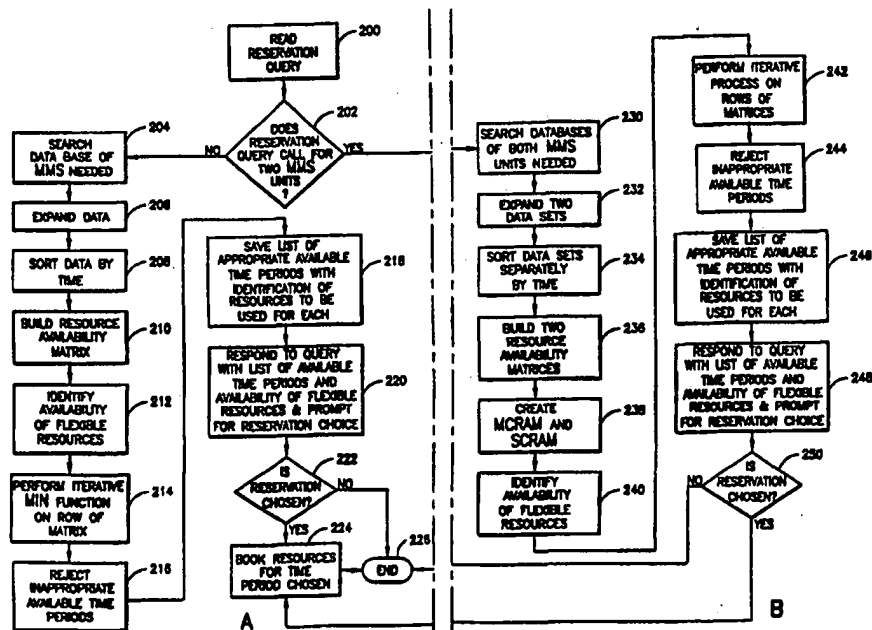 READ
RESERVATION
QUERY
200
DOES
RESERVATION
QUERY CALL FOR
TWO MMS
UNITS
?
202
NO
YES
204
SEARCH
DATA BASE OF
MMS NEEDED
208
EXPAND DATA
208
SORT DATA BY
TIME
210
BUILD RESOURCE
AVAILABILITY
MATRIX
212
IDENTIFY
AVAILABILITY
OF FLEXIBLE
RESOURCES
214
PERFORM ITERATIVE
MIN FUNCTION
ON ROW OF
MATRIX
216
REJECT
INAPPROPRIATE
AVAILABLE TIME
PERIODS
SAVE LIST OF
APPROPRIATE AVAILABLE
TIME PERIODS WITH
IDENTIFICATION OF
RESOURCES TO BE
USED FOR EACH
218
RESPOND TO QUERY
WITH LIST OF AVAILABLE
TIME PERIODS AND
AVAILABILITY OF FLEXIBLE
RESOURCES & PROMPT
FOR RESERVATION CHOICE
220
IS
RESERVATION
CHOSEN?
222
NO
YES
224
BOOK RESOURCES
FOR TIME
PERIOD CHOSEN
END
226
A
230
SEARCH DATABASES
OF BOTH MMS
UNITS NEEDED
232
EXPAND TWO
DATA SETS
234
SORT DATA SETS
SEPARATELY
BY TIME
236
BUILD TWO
RESOURCE
AVAILABILITY
MATRICES
238
CREATE
MCRAM AND
SCRAM
240
IDENTIFY
AVAILABILITY
OF FLEXIBLE
RESOURCES
PERFORM ITERATIVE
PROCESS ON
ROWS OF
MATRICES
242
REJECT
INAPPROPRIATE
AVAILABLE TIME
PERIODS
244
SAVE LIST OF
APPROPRIATE AVAILABLE
TIME PERIODS WITH
IDENTIFICATION OF
RESOURCES TO BE
USED FOR EACH
246
RESPOND TO QUERY
WITH LIST OF AVAILABLE
TIME PERIODS AND
AVAILABILITY OF FLEXIBLE
RESOURCES & PROMPT
FOR RESERVATION CHOICE
248
IS
RESERVATION
CHOSEN?
250
NO
YES
B